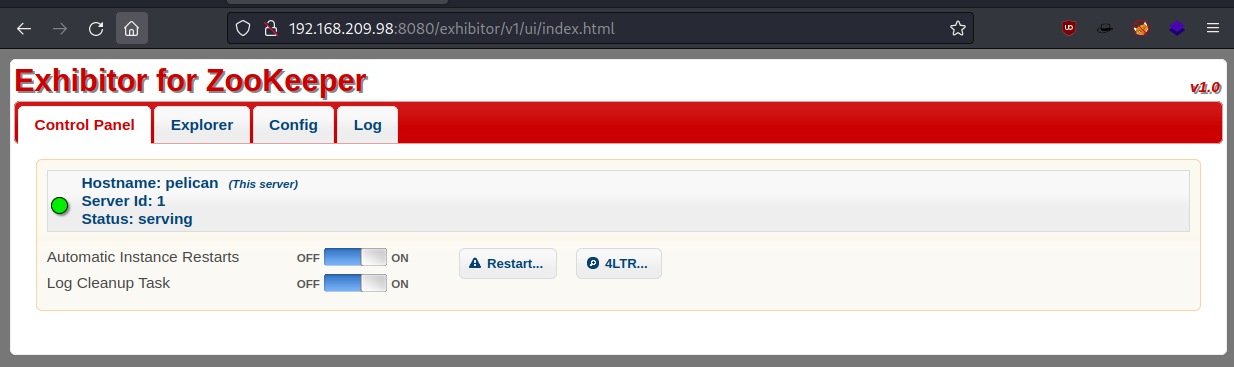 192.168.209.98:8080/exhibitor/v1/ui/index.html
Exhibitor for ZooKeeper
v1.0
Control Panel Explorer Config Log
Hostname: pelican (This server)
Server Id: 1
Status: serving
Automatic Instance Restarts OFF ON Restart... 4LTR...
Log Cleanup Task OFF ON